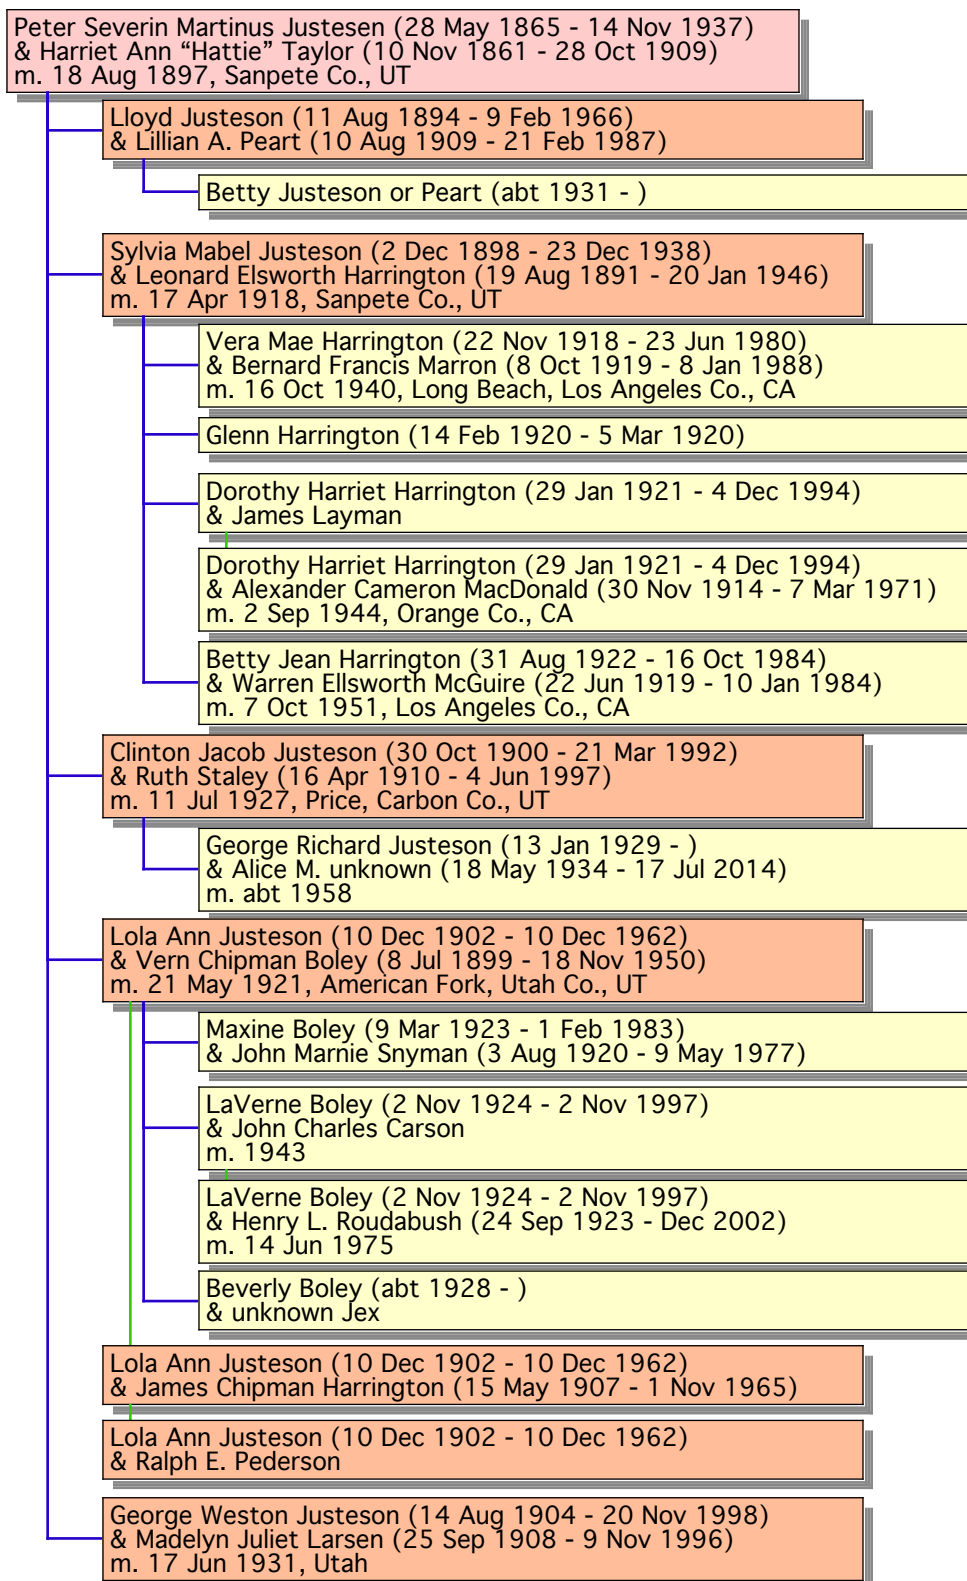 Peter Severin Martinus Justesen (28 May 1865 - 14 Nov 1937)
& Harriet Ann “Hattie” Taylor (10 Nov 1861 - 28 Oct 1909)
m. 18 Aug 1897, Sanpete Co., UT
Lloyd Justeson (11 Aug 1894 - 9 Feb 1966)
& Lillian A. Peart (10 Aug 1909 - 21 Feb 1987)
Betty Justeson or Peart (abt 1931 - )
Sylvia Mabel Justeson (2 Dec 1898 - 23 Dec 1938)
& Leonard Elsworth Harrington (19 Aug 1891 - 20 Jan 1946)
m. 17 Apr 1918, Sanpete Co., UT
Vera Mae Harrington (22 Nov 1918 - 23 Jun 1980)
& Bernard Francis Marron (8 Oct 1919 - 8 Jan 1988)
m. 16 Oct 1940, Long Beach, Los Angeles Co., CA
Glenn Harrington (14 Feb 1920 - 5 Mar 1920)
Dorothy Harriet Harrington (29 Jan 1921 - 4 Dec 1994)
& James Layman
Dorothy Harriet Harrington (29 Jan 1921 - 4 Dec 1994)
& Alexander Cameron MacDonald (30 Nov 1914 - 7 Mar 1971)
m. 2 Sep 1944, Orange Co., CA
Betty Jean Harrington (31 Aug 1922 - 16 Oct 1984)
& Warren Ellsworth McGuire (22 Jun 1919 - 10 Jan 1984)
m. 7 Oct 1951, Los Angeles Co., CA
Clinton Jacob Justeson (30 Oct 1900 - 21 Mar 1992)
& Ruth Staley (16 Apr 1910 - 4 Jun 1997)
m. 11 Jul 1927, Price, Carbon Co., UT
George Richard Justeson (13 Jan 1929 - )
& Alice M. unknown (18 May 1934 - 17 Jul 2014)
m. abt 1958
Lola Ann Justeson (10 Dec 1902 - 10 Dec 1962)
& Vern Chipman Boley (8 Jul 1899 - 18 Nov 1950)
m. 21 May 1921, American Fork, Utah Co., UT
Maxine Boley (9 Mar 1923 - 1 Feb 1983)
& John Marnie Snyman (3 Aug 1920 - 9 May 1977)
LaVerne Boley (2 Nov 1924 - 2 Nov 1997)
& John Charles Carson
m. 1943
LaVerne Boley (2 Nov 1924 - 2 Nov 1997)
& Henry L. Roudabush (24 Sep 1923 - Dec 2002)
m. 14 Jun 1975
Beverly Boley (abt 1928 - )
& unknown Jex
Lola Ann Justeson (10 Dec 1902 - 10 Dec 1962)
& James Chipman Harrington (15 May 1907 - 1 Nov 1965)
Lola Ann Justeson (10 Dec 1902 - 10 Dec 1962)
& Ralph E. Pederson
George Weston Justeson (14 Aug 1904 - 20 Nov 1998)
& Madelyn Juliet Larsen (25 Sep 1908 - 9 Nov 1996)
m. 17 Jun 1931, Utah